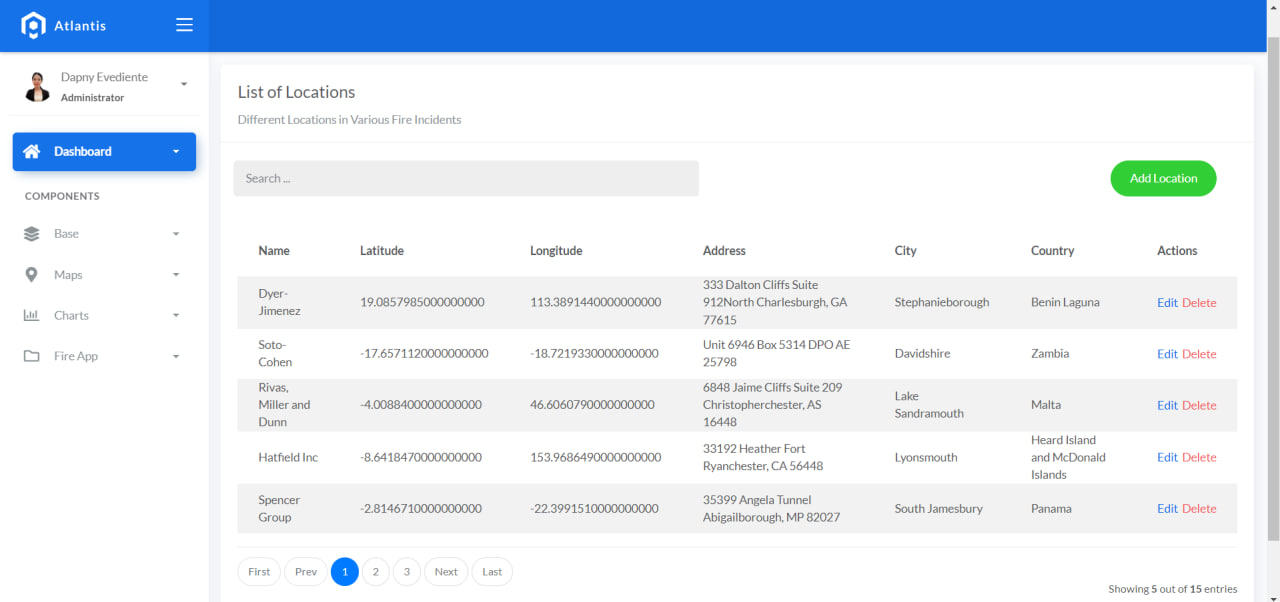 Atlantis
Dapny Evediente
Administrator
Dashboard
COMPONENTS
Base
Maps
Charts
Fire App
List of Locations
Different Locations in Various Fire Incidents
Search ...
Add Location
Name Latitude Longitude Address City Country Actions
Dyer-
Jimenez
19.0857985000000000
113.3891440000000000
333 Dalton Cliffs Suite
912North Charlesburgh, GA
77615
Stephanieborough
Benin Laguna
Edit Delete
Soto-
Cohen
-17.6571120000000000
-18.7219330000000000
Unit 6946 Box 5314 DPO AE
25798
Davidshire
Zambia
Edit Delete
Rivas,
Miller and
Dunn
-4.0088400000000000
46.6060790000000000
6848 Jaime Cliffs Suite 209
Christopherchester, AS
16448
Lake
Sandramouth
Malta
Edit Delete
Hatfield Inc
-8.6418470000000000
153.9686490000000000
33192 Heather Fort
Ryanchester, CA 56448
Lyonsmouth
Heard Island
and McDonald
Islands
Edit Delete
Spencer
Group
-2.8146710000000000
-22.3991510000000000
35399 Angela Tunnel
Abigailborough, MP 82027
South Jamesbury
Panama
Edit Delete
First Prev 1 2 3 Next Last
Showing 5 out of 15 entries